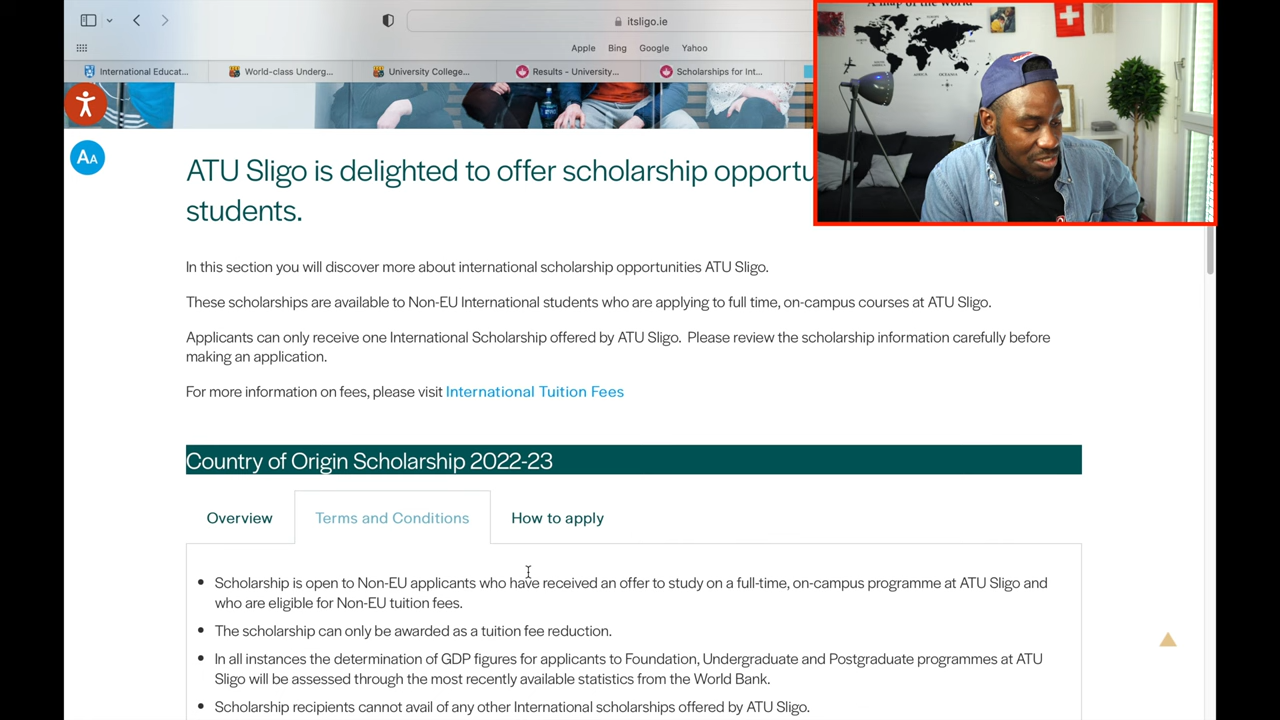 itsligo.ie
Apple Bing Google Yahoo
International Educat... World-class Underg... University College... Results – University... Scholarships for Int...
A map of the world
AA
ATU Sligo is delighted to offer scholarship
students.
In this section you will discover more about international scholarship opportunities ATU Sligo.
These scholarships are available to Non-EU International students who are applying to full time, on-campus courses at ATU Sligo.
Applicants can only receive one International Scholarship offered by ATU Sligo. Please review the scholarship information carefully before
making an application.
For more information on fees, please visit International Tuition Fees
Country of Origin Scholarship 2022-23
Overview Terms and Conditions How to apply
• Scholarship is open to Non-EU applicants who have received an offer to study on a full-time, on-campus programme at ATU Sligo and
who are eligible for Non-EU tuition fees.
• The scholarship can only be awarded as a tuition fee reduction.
• In all instances the determination of GDP figures for applicants to Foundation, Undergraduate and Postgraduate programmes at ATU
Sligo will be assessed through the most recently available statistics from the World Bank.
• Scholarship recipients cannot avail of any other International scholarships offered by ATU Sligo.